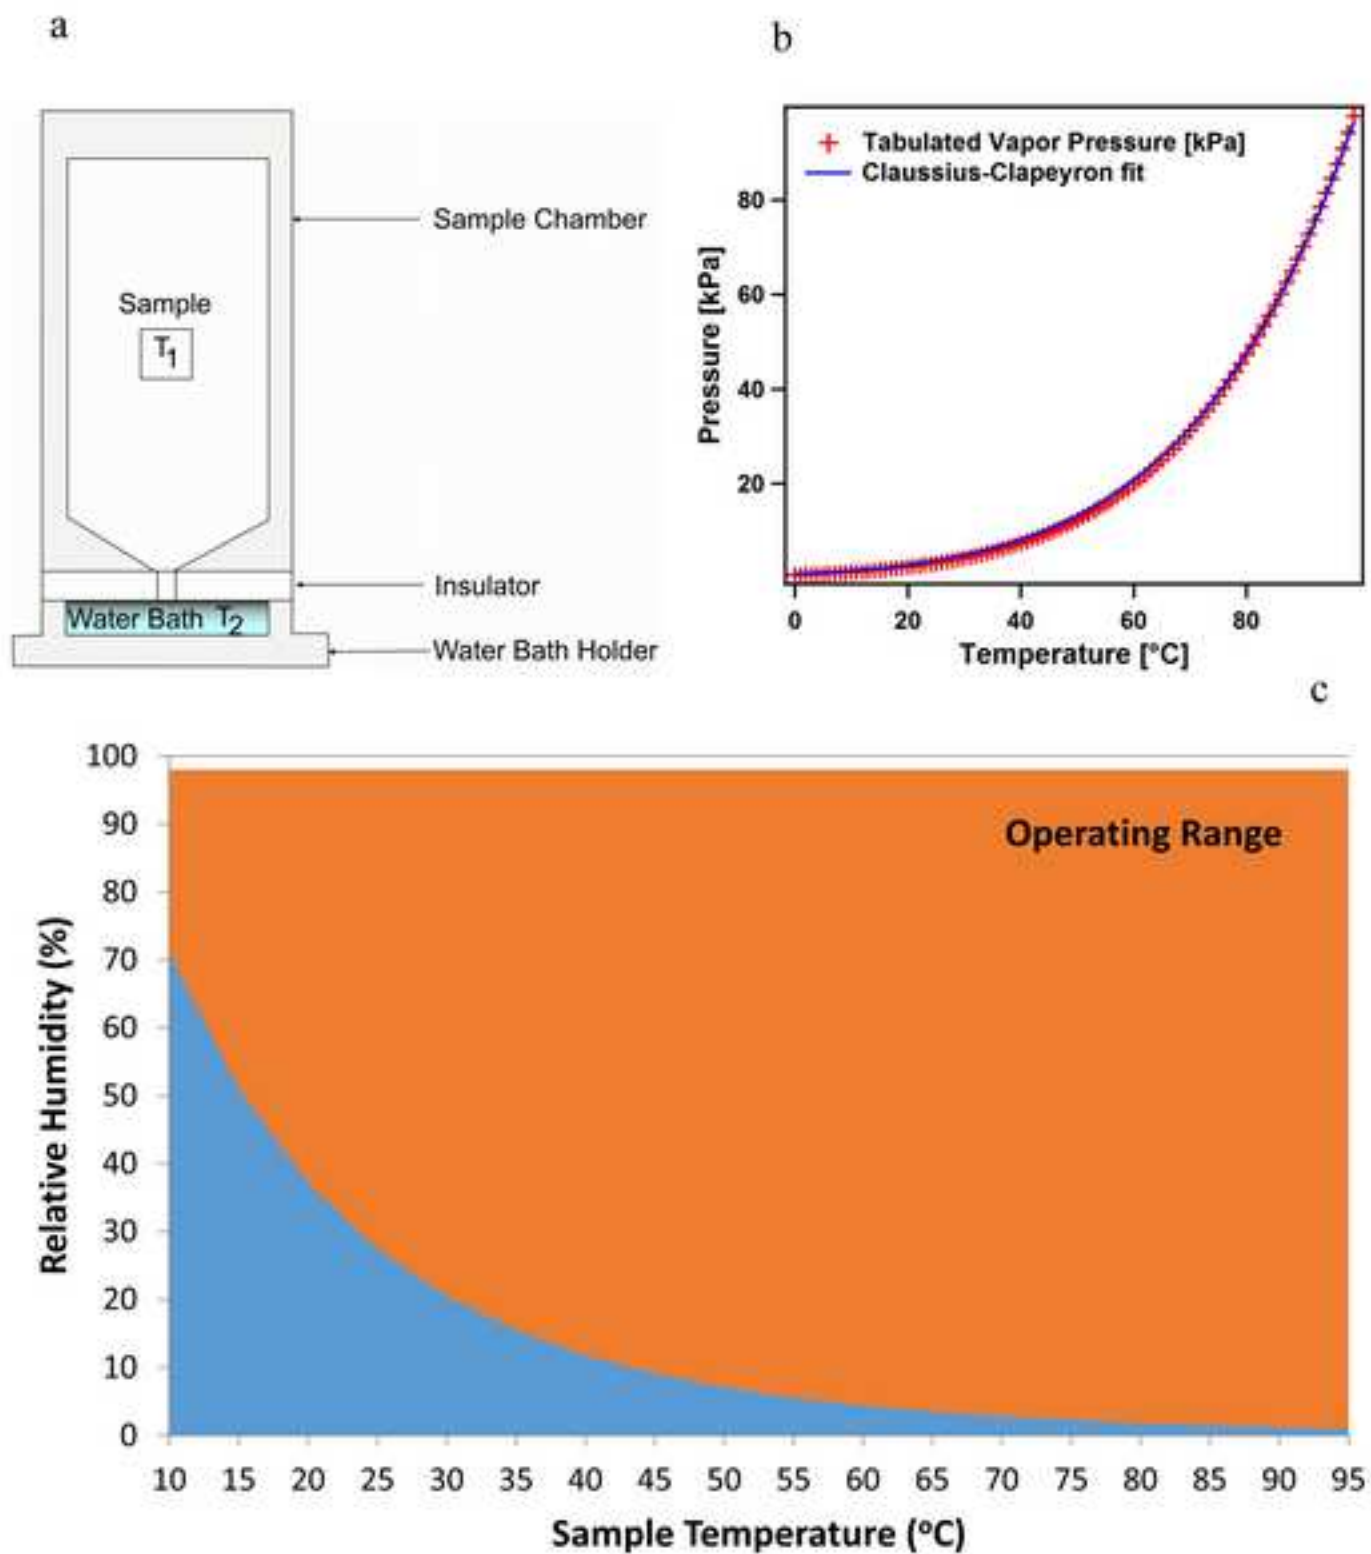 a
Sample Chamber
Sample
T1
Insulator
Water Bath T2
Water Bath Holder
b
Tabulated Vapor Pressure [kPa]
Claussius-Clapeyron fit
Pressure [kPa]
80
60
40
20
0 20 40 60 80
Temperature [°C]
c
Operating Range
Relative Humidity (%)
100
90
80
70
60
50
40
30
20
10
0
10 15 20 25 30 35 40 45 50 55 60 65 70 75 80 85 90 95
Sample Temperature (°C)